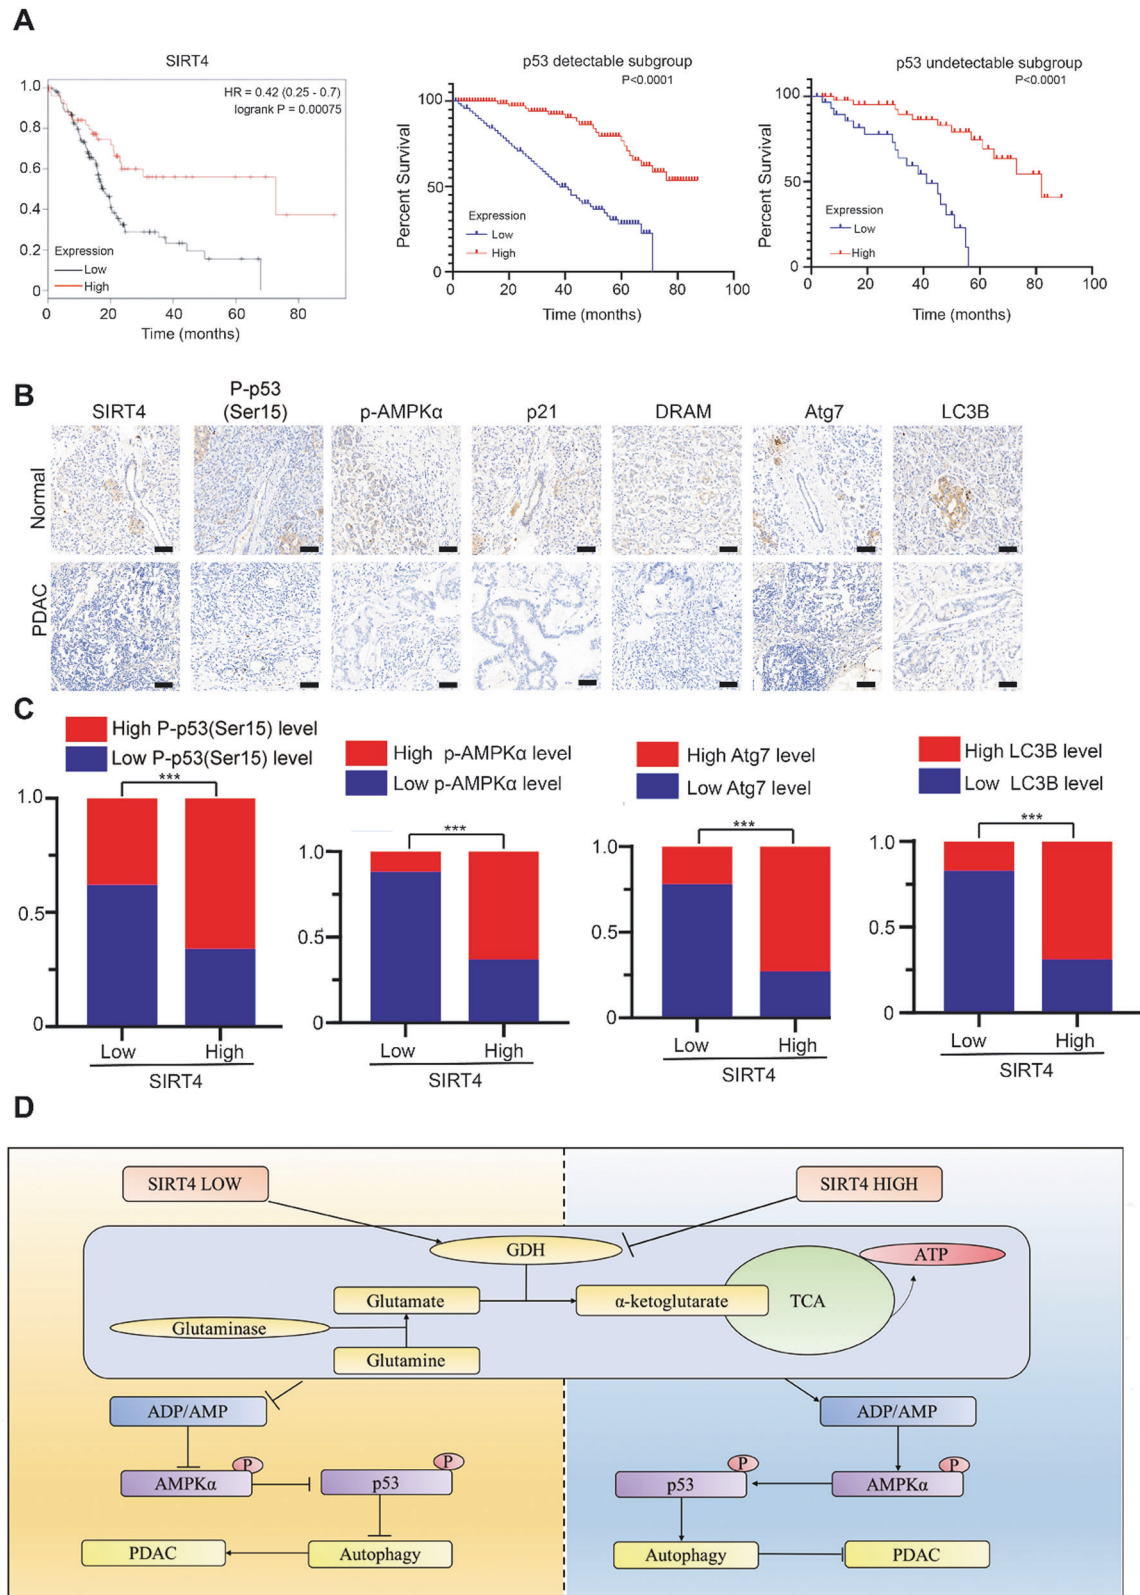 A
SIRT4
HR = 0.42 (0.25 - 0.7)
logrank P = 0.00075
1.0
0.8
0.6
0.4
0.2
0
Expression
Low
High
0 20 40 60 80
Time (months)
p53 detectable subgroup
P<0.0001
Percent Survival
100
50
0
Expression
Low
High
0 20 40 60 80 100
Time (months)
p53 undetectable subgroup
P<0.0001
Percent Survival
100
50
0
Expression
Low
High
0 20 40 60 80 100
Time (months)
B
SIRT4
P-p53
(Ser15)
p-AMPKα
p21
DRAM
Atg7
LC3B
Normal
PDAC
C
High P-p53(Ser15) level
Low P-p53(Ser15) level
***
1.0
0.5
0
Low High
SIRT4
High p-AMPKα level
Low p-AMPKα level
***
1.0
0.5
0
Low High
SIRT4
High Atg7 level
Low Atg7 level
***
1.0
0.5
0
Low High
SIRT4
High LC3B level
Low LC3B level
***
1.0
0.5
0
Low High
SIRT4
D
SIRT4 LOW
SIRT4 HIGH
GDH
ATP
Glutamate
α-ketoglutarate
TCA
Glutaminase
Glutamine
ADP/AMP
P
AMPKα
P
p53
PDAC
Autophagy
ADP/AMP
P
p53
P
AMPKα
Autophagy
PDAC